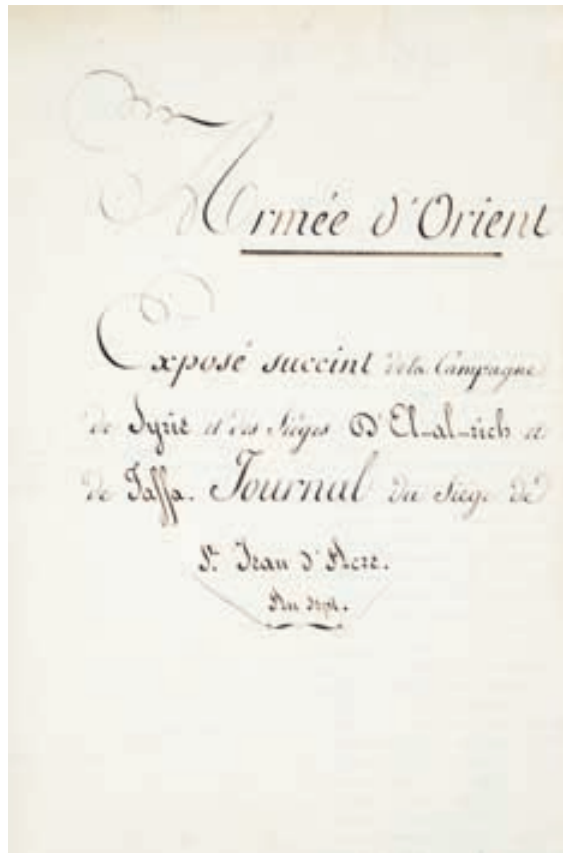 Armée d'Orient
Exposé succint de la Campagne
de Syrie et des Sièges D'El-al-rich et
de Jaffa. Journal du Siège de
St. Jean d'Acre.
An sept.